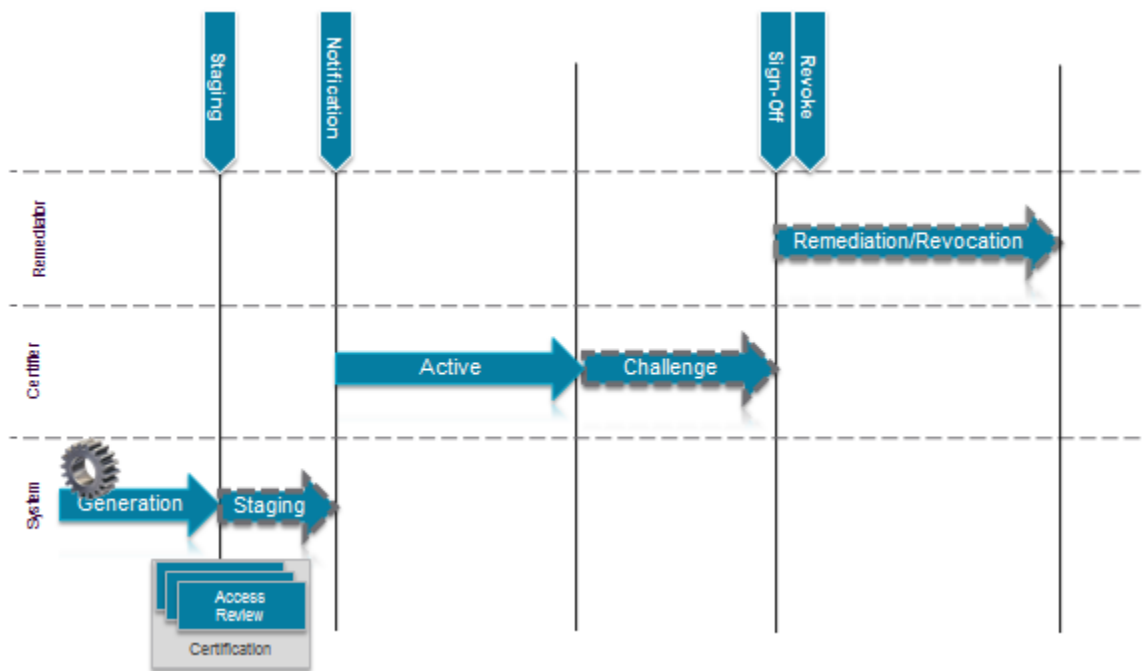 Staging
Notification
Sign-Off
Revoke
Remediator
Remediation/Revocation
Certifier
Active
Challenge
System
Generation
Staging
Access
Review
Certification